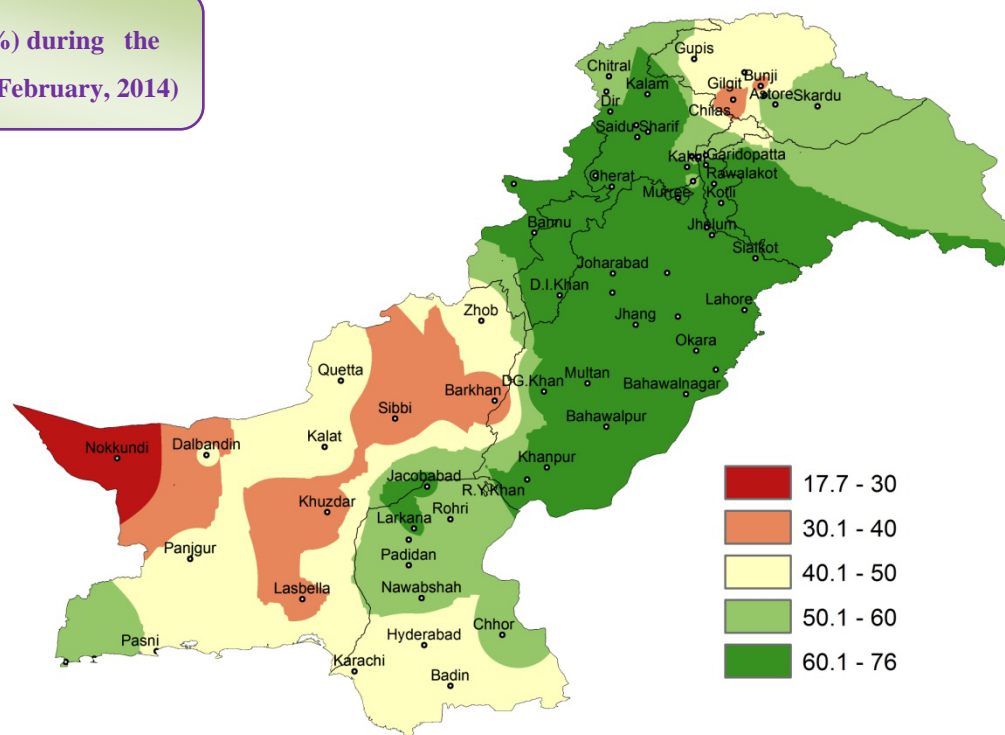 %) during the
February, 2014)
Gupis
Chitral
Bunji
Gilgit
Kalam
Astore
Skardu
Dir
Chilas
Saidu Sharif
Garidopatta
Rawalakot
Cherat
Murree
Kotli
Bannu
Jhelum
Sialkot
Joharabad
D.I.Khan
Lahore
Zhob
Jhang
Okara
Quetta
Multan
DG.Khan
Bahawalnagar
Barkhan
Sibbi
Bahawalpur
Kalat
Dalbandin
Nokkundi
Khanpur
Jacobabad
R.Y.Khan
Khuzdar
Rohri
Larkana
Padidan
Panjgur
Lasbella
Nawabshah
Chhor
Hyderabad
Pasni
Karachi
Badin
17.7 - 30
30.1 - 40
40.1 - 50
50.1 - 60
60.1 - 76